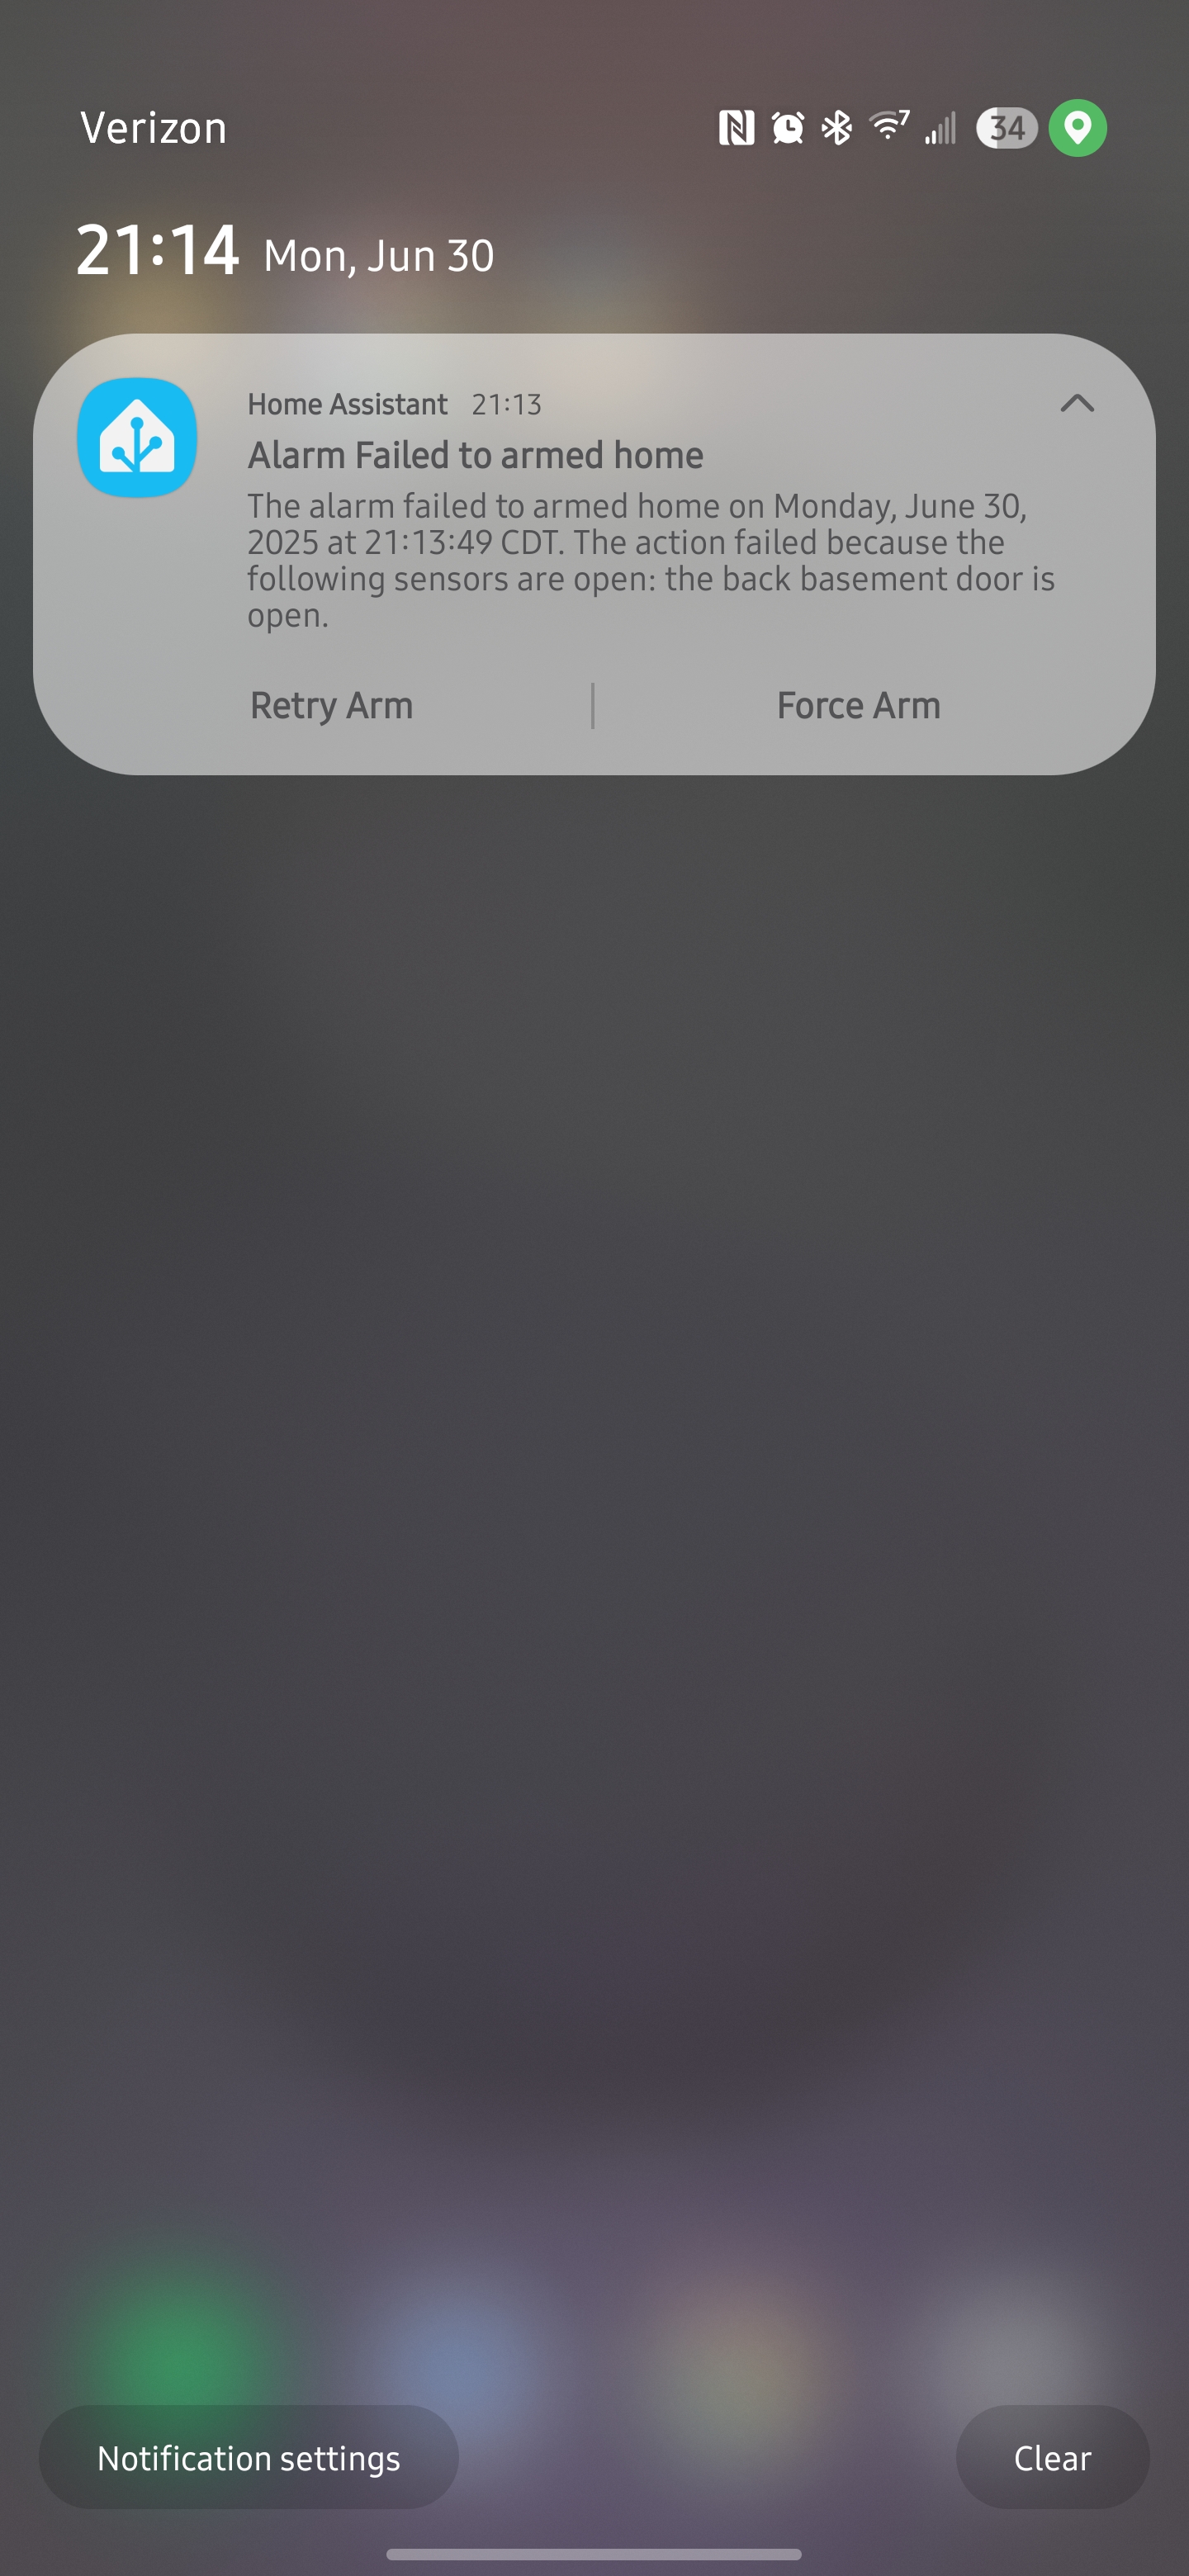 Verizon
7
34
21:14 Mon, Jun 30
Home Assistant 21:13
Alarm Failed to armed home
The alarm failed to armed home on Monday, June 30,
2025 at 21:13:49 CDT. The action failed because the
following sensors are open: the back basement door is
open.
Retry Arm | Force Arm
Notification settings
Clear